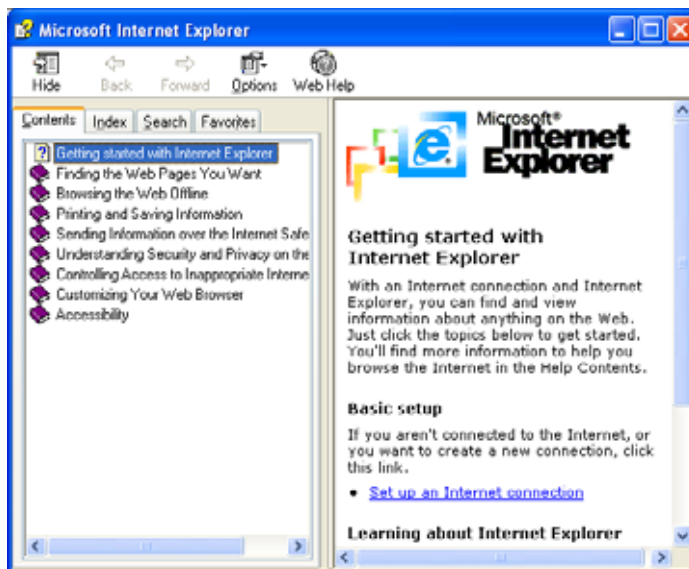 Microsoft Internet Explorer
Hide Back Forward Options Web Help
Contents Index Search Favorites
Getting started with Internet Explorer
Finding the Web Pages You Want
Browsing the Web Offline
Printing and Saving Information
Sending Information over the Internet Safe
Understanding Security and Privacy on the
Controlling Access to Inappropriate Interne
Customizing Your Web Browser
Accessibility
Microsoft®
Internet
Explorer
Getting started with
Internet Explorer
With an Internet connection and Internet
Explorer, you can find and view
information about anything on the Web.
Just click the topics below to get started.
You'll find more information to help you
browse the Internet in the Help Contents.
Basic setup
If you aren't connected to the Internet, or
you want to create a new connection, click
this link.
• Set up an Internet connection
Learning about Internet Explorer